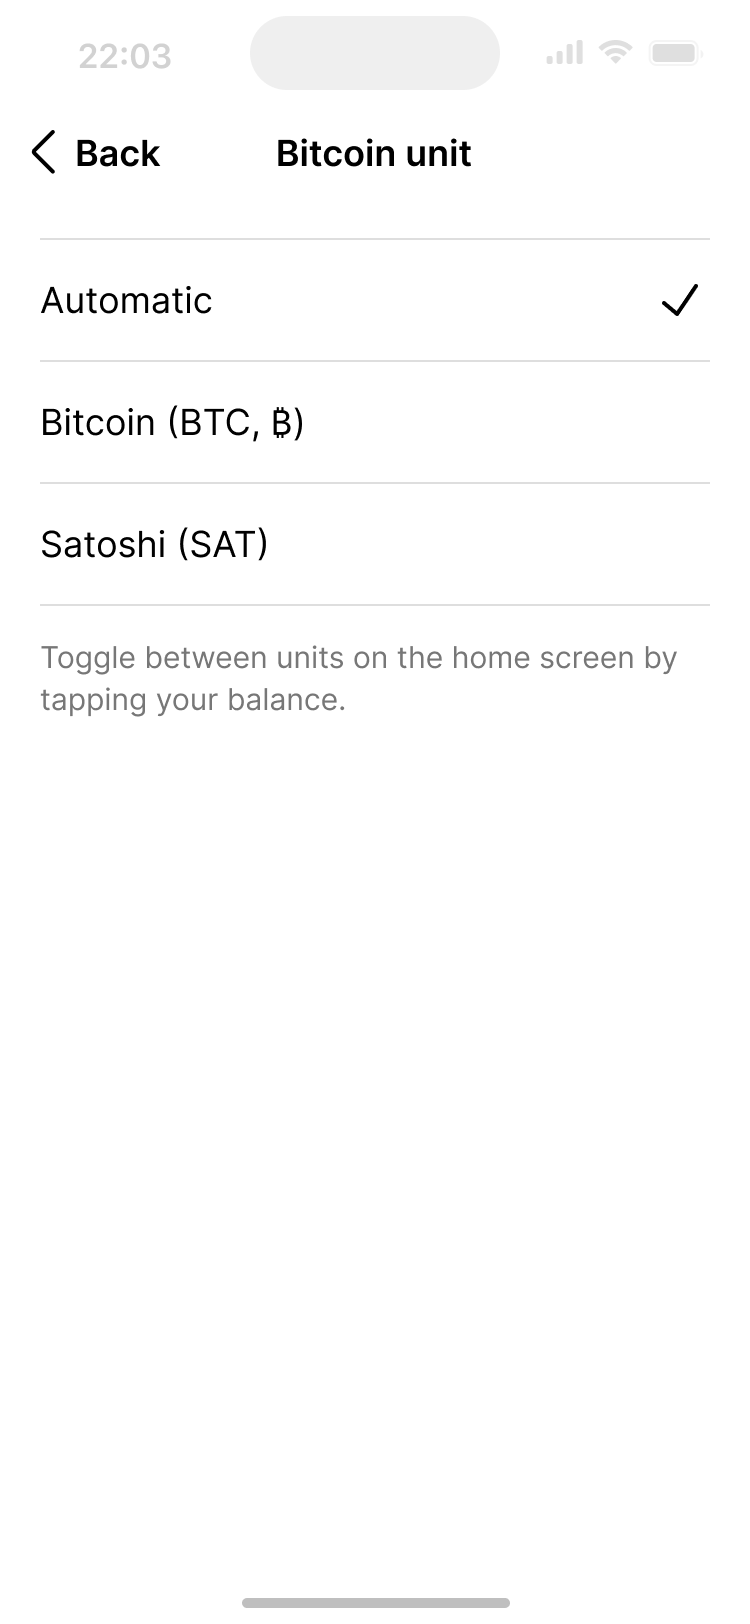 22:03
Back
Bitcoin unit
Automatic
Bitcoin (BTC, ₿)
Satoshi (SAT)
Toggle between units on the home screen by
tapping your balance.